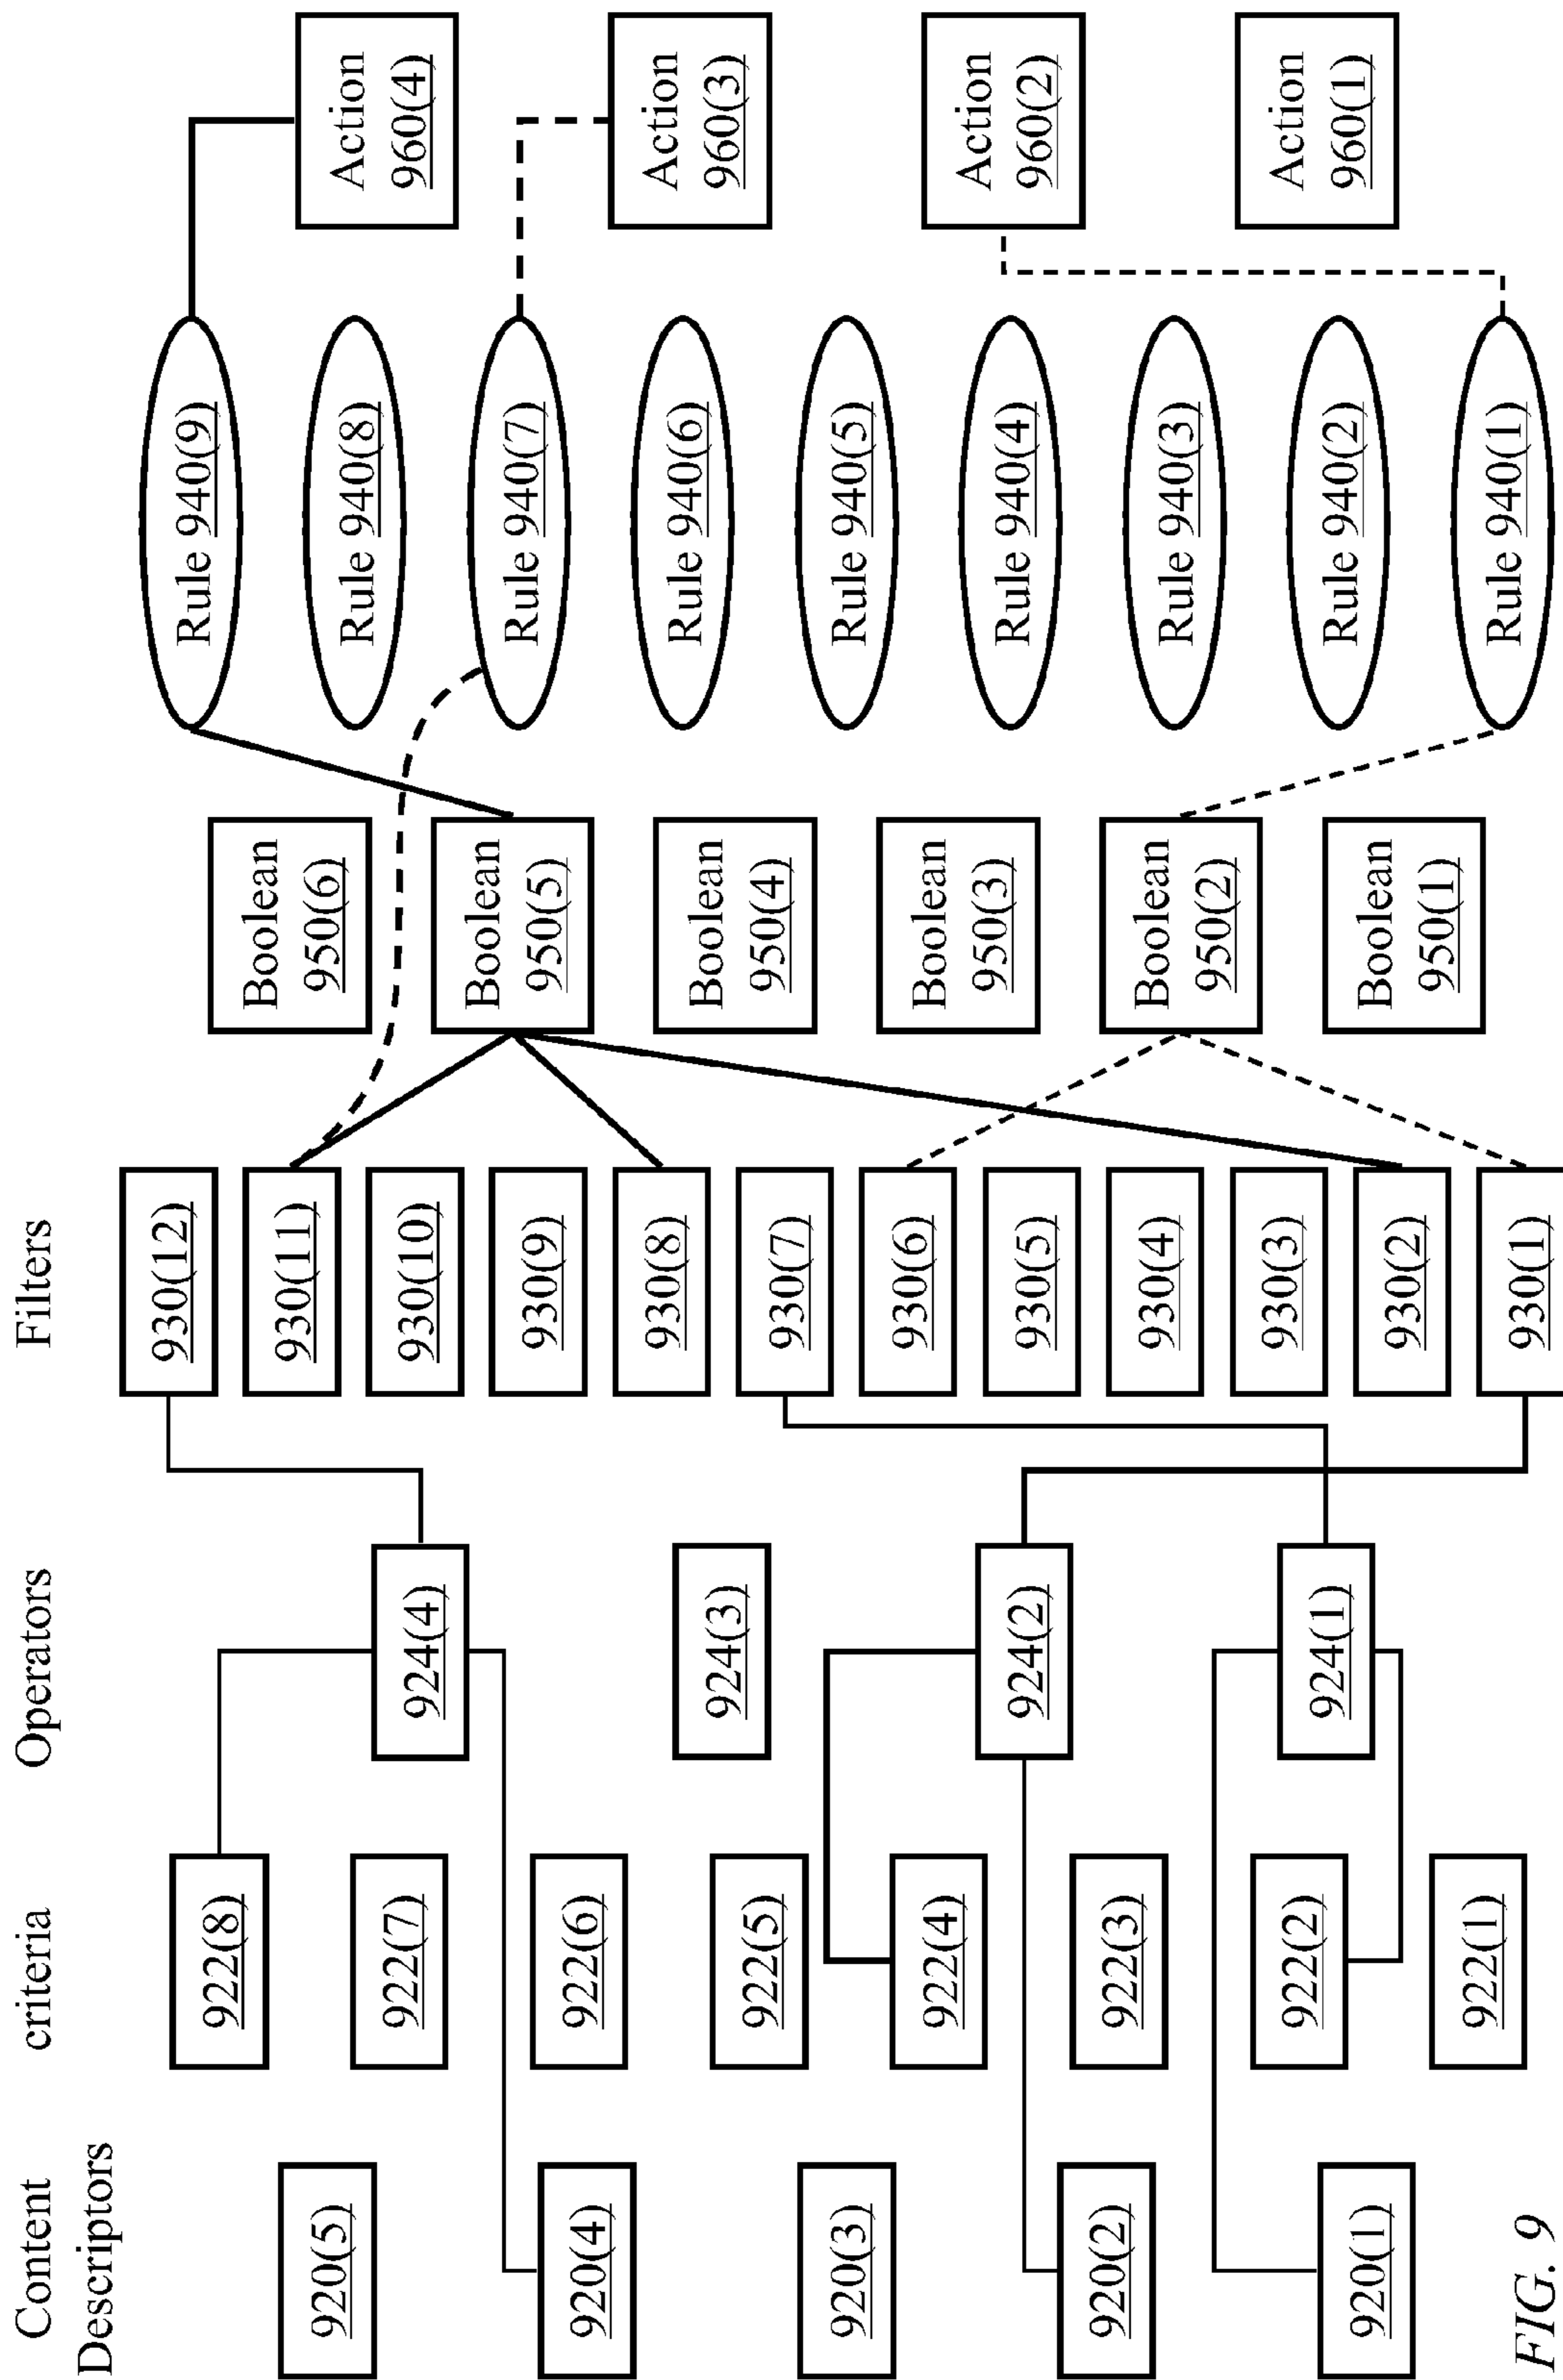 Content
Descriptors
criteria
Operators
Filters
920(5)
920(4)
920(3)
920(2)
920(1)
922(8)
922(7)
922(6)
922(5)
922(4)
922(3)
922(2)
922(1)
924(4)
924(3)
924(2)
924(1)
930(12)
930(11)
930(10)
930(9)
930(8)
930(7)
930(6)
930(5)
930(4)
930(3)
930(2)
930(1)
Boolean
950(6)
Boolean
950(5)
Boolean
950(4)
Boolean
950(3)
Boolean
950(2)
Boolean
950(1)
Rule 940(9)
Rule 940(8)
Rule 940(7)
Rule 940(6)
Rule 940(5)
Rule 940(4)
Rule 940(3)
Rule 940(2)
Rule 940(1)
Action
960(4)
Action
960(3)
Action
960(2)
Action
960(1)
FIG. 9